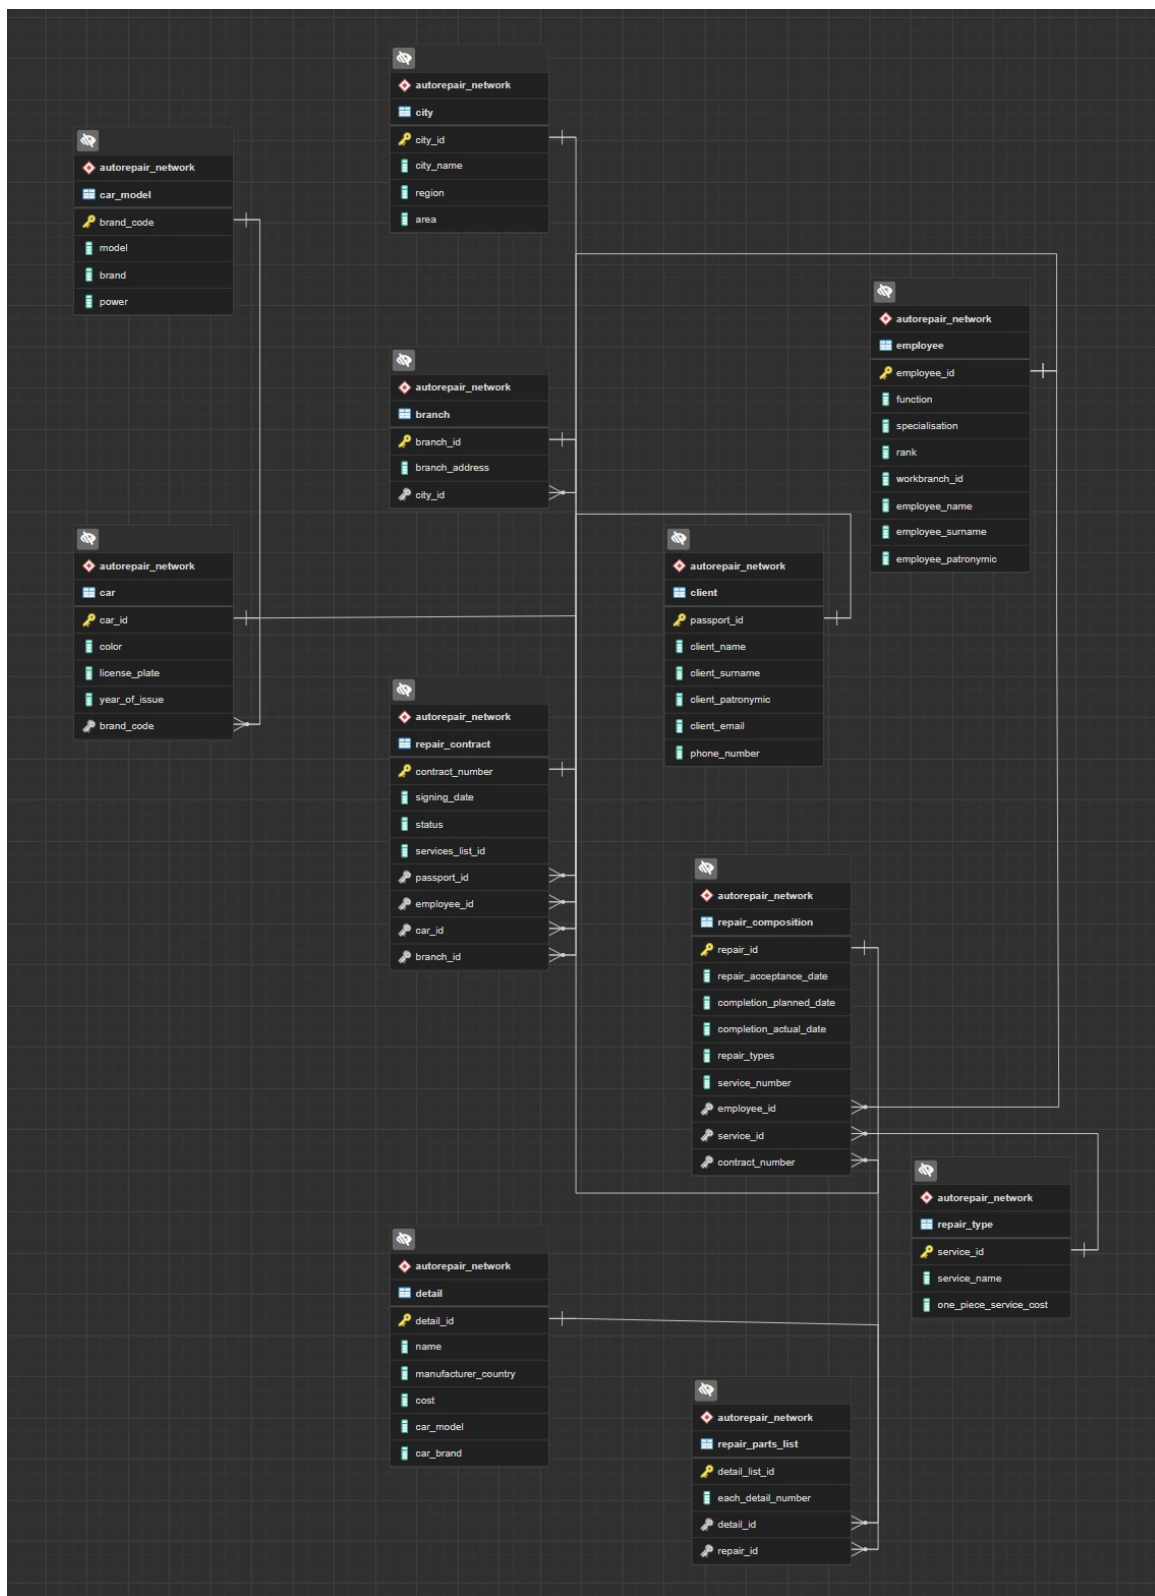 autorepair_network
city
city_id
city_name
region
area
autorepair_network
car_model
brand_code
model
brand
power
autorepair_network
employee
employee_id
function
specialisation
rank
workbranch_id
employee_name
employee_surname
employee_patronymic
autorepair_network
branch
branch_id
branch_address
city_id
autorepair_network
car
car_id
color
license_plate
year_of_issue
brand_code
autorepair_network
client
passport_id
client_name
client_surname
client_patronymic
client_email
phone_number
autorepair_network
repair_contract
contract_number
signing_date
status
services_list_id
passport_id
employee_id
car_id
branch_id
autorepair_network
repair_composition
repair_id
repair_acceptance_date
completion_planned_date
completion_actual_date
repair_types
service_number
employee_id
service_id
contract_number
autorepair_network
repair_type
service_id
service_name
one_piece_service_cost
autorepair_network
detail
detail_id
name
manufacturer_country
cost
car_model
car_brand
autorepair_network
repair_parts_list
detail_list_id
each_detail_number
detail_id
repair_id